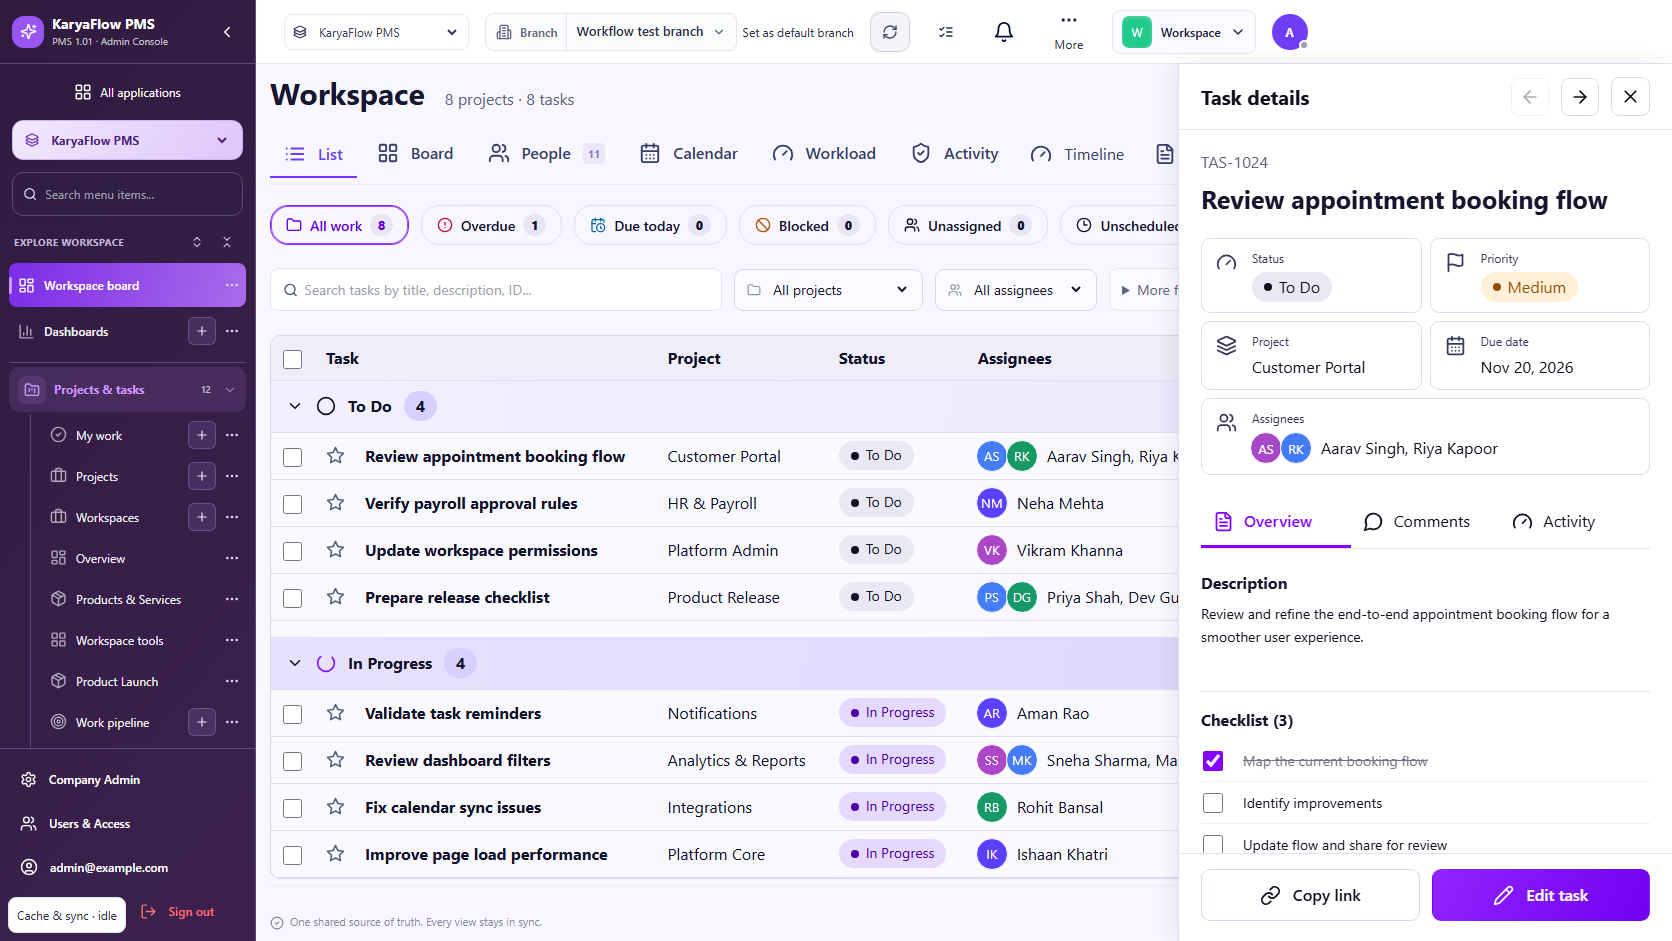 KaryaFlow PMS
PMS 1.01 · Admin Console
All applications
KaryaFlow PMS
Search menu items...
EXPLORE WORKSPACE
Workspace board
Dashboards
Projects & tasks 12
My work
Projects
Workspaces
Overview
Products & Services
Workspace tools
Product Launch
Work pipeline
Company Admin
Users & Access
admin@example.com
Cache & sync · idle
Sign out
KaryaFlow PMS
Branch Workflow test branch
Set as default branch
More
W Workspace
A
Workspace 8 projects · 8 tasks
List Board People 11 Calendar Workload Activity Timeline
All work 8 Overdue 1 Due today 0 Blocked 0 Unassigned 0 Unscheduled
Search tasks by title, description, ID... All projects All assignees More f
Task Project Status Assignees
To Do 4
Review appointment booking flow Customer Portal To Do AS RK Aarav Singh, Riya K
Verify payroll approval rules HR & Payroll To Do NM Neha Mehta
Update workspace permissions Platform Admin To Do VK Vikram Khanna
Prepare release checklist Product Release To Do PS DG Priya Shah, Dev Gu
In Progress 4
Validate task reminders Notifications In Progress AR Aman Rao
Review dashboard filters Analytics & Reports In Progress SS MK Sneha Sharma, Ma
Fix calendar sync issues Integrations In Progress RB Rohit Bansal
Improve page load performance Platform Core In Progress IK Ishaan Khatri
One shared source of truth. Every view stays in sync.
Task details
TAS-1024
Review appointment booking flow
Status
To Do
Priority
Medium
Project
Customer Portal
Due date
Nov 20, 2026
Assignees
AS RK Aarav Singh, Riya Kapoor
Overview Comments Activity
Description
Review and refine the end-to-end appointment booking flow for a
smoother user experience.
Checklist (3)
Map the current booking flow
Identify improvements
Update flow and share for review
Copy link
Edit task